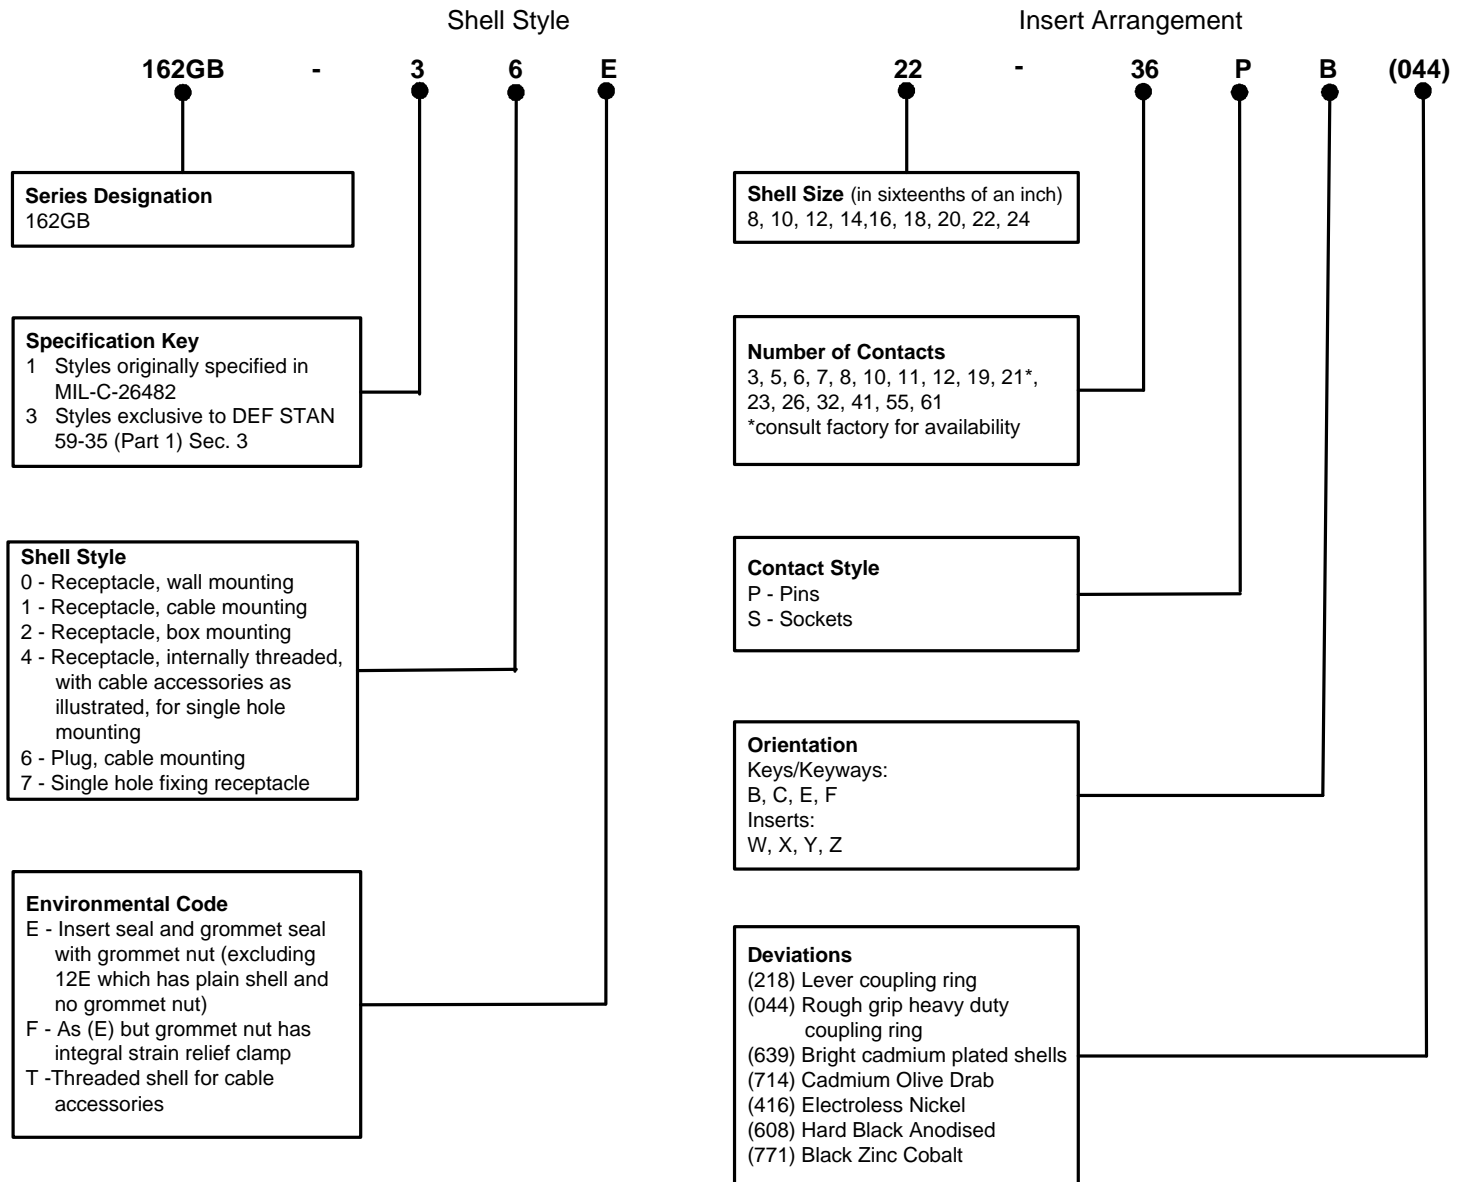 Shell Style
Insert Arrangement
162GB - 3 6 E
22 - 36 P B (044)
Series Designation
162GB
Specification Key
1 Styles originally specified in
MIL-C-26482
3 Styles exclusive to DEF STAN
59-35 (Part 1) Sec. 3
Shell Style
0 - Receptacle, wall mounting
1 - Receptacle, cable mounting
2 - Receptacle, box mounting
4 - Receptacle, internally threaded,
with cable accessories as
illustrated, for single hole
mounting
6 - Plug, cable mounting
7 - Single hole fixing receptacle
Environmental Code
E - Insert seal and grommet seal
with grommet nut (excluding
12E which has plain shell and
no grommet nut)
F - As (E) but grommet nut has
integral strain relief clamp
T -Threaded shell for cable
accessories
Shell Size (in sixteenths of an inch)
8, 10, 12, 14,16, 18, 20, 22, 24
Number of Contacts
3, 5, 6, 7, 8, 10, 11, 12, 19, 21*,
23, 26, 32, 41, 55, 61
*consult factory for availability
Contact Style
P - Pins
S - Sockets
Orientation
Keys/Keyways:
B, C, E, F
Inserts:
W, X, Y, Z
Deviations
(218) Lever coupling ring
(044) Rough grip heavy duty
coupling ring
(639) Bright cadmium plated shells
(714) Cadmium Olive Drab
(416) Electroless Nickel
(608) Hard Black Anodised
(771) Black Zinc Cobalt